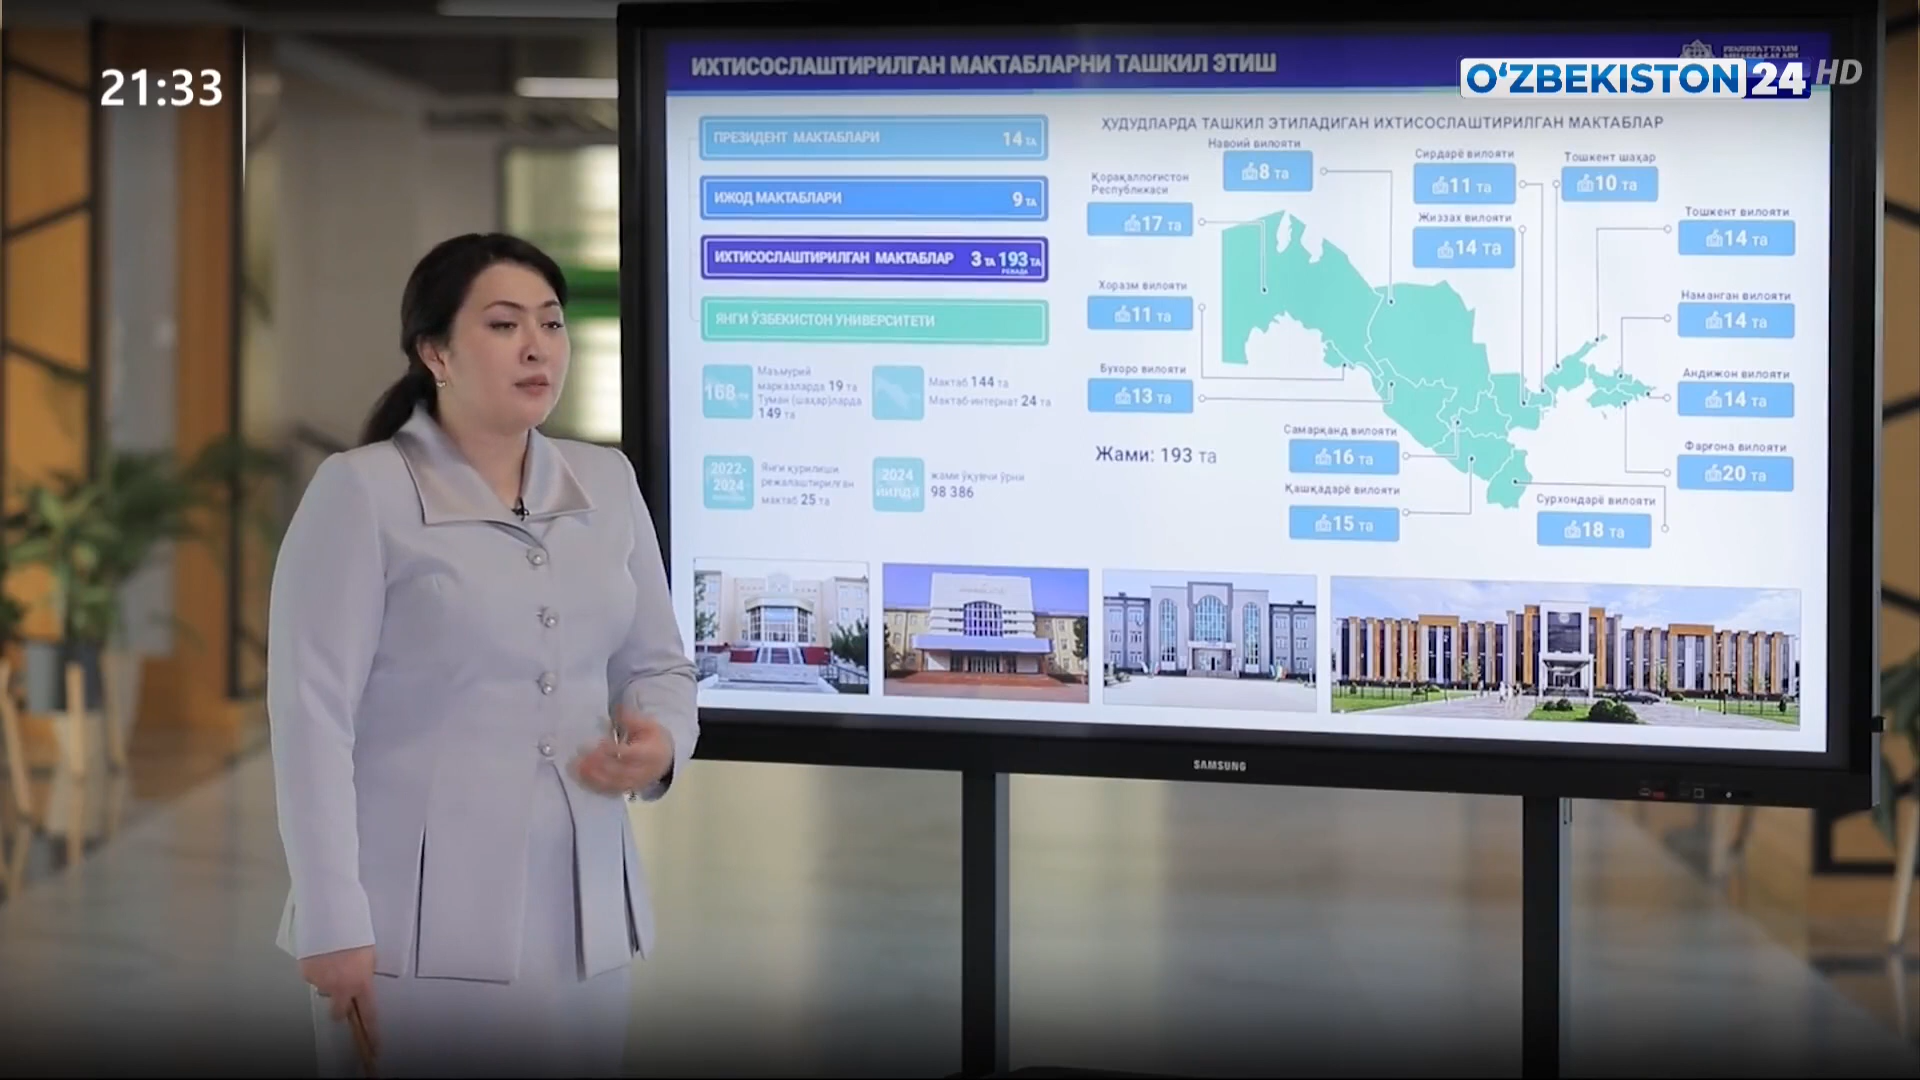 21:33
ИХТИСОСЛАШТИРИЛГАН МАКТАБЛАРНИ ТАШКИЛ ЭТИШ
O‘ZBEKISTON 24 HD
ПРЕЗИДЕНТ МАКТАБЛАРИ 14 ТА
ИЖОД МАКТАБЛАРИ 9 ТА
ИХТИСОСЛАШТИРИЛГАН МАКТАБЛАР 3 ТА 193 ТА
РЕЖАДА
ЯНГИ ЎЗБЕКИСТОН УНИВЕРСИТЕТИ
168 та
Маъмурий
марказларда 19 та
Туман (шаҳар)ларда
149 та
Мактаб 144 та
Мактаб-интернат 24 та
2022-
2024
Янги қурилиши
режалаштирилган
мактаб 25 та
2024
йилда
жами ўқувчи ўрни
98 386
ҲУДУДЛАРДА ТАШКИЛ ЭТИЛАДИГАН ИХТИСОСЛАШТИРИЛГАН МАКТАБЛАР
Навоий вилояти
8 та
Сирдарё вилояти
11 та
Тошкент шаҳар
10 та
Қорақалпоғистон
Республикаси
17 та
Жиззах вилояти
14 та
Тошкент вилояти
14 та
Хоразм вилояти
11 та
Наманган вилояти
14 та
Бухоро вилояти
13 та
Андижон вилояти
14 та
Самарқанд вилояти
16 та
Жами: 193 та
Фарғона вилояти
20 та
Қашқадарё вилояти
15 та
Сурхондарё вилояти
18 та
SAMSUNG